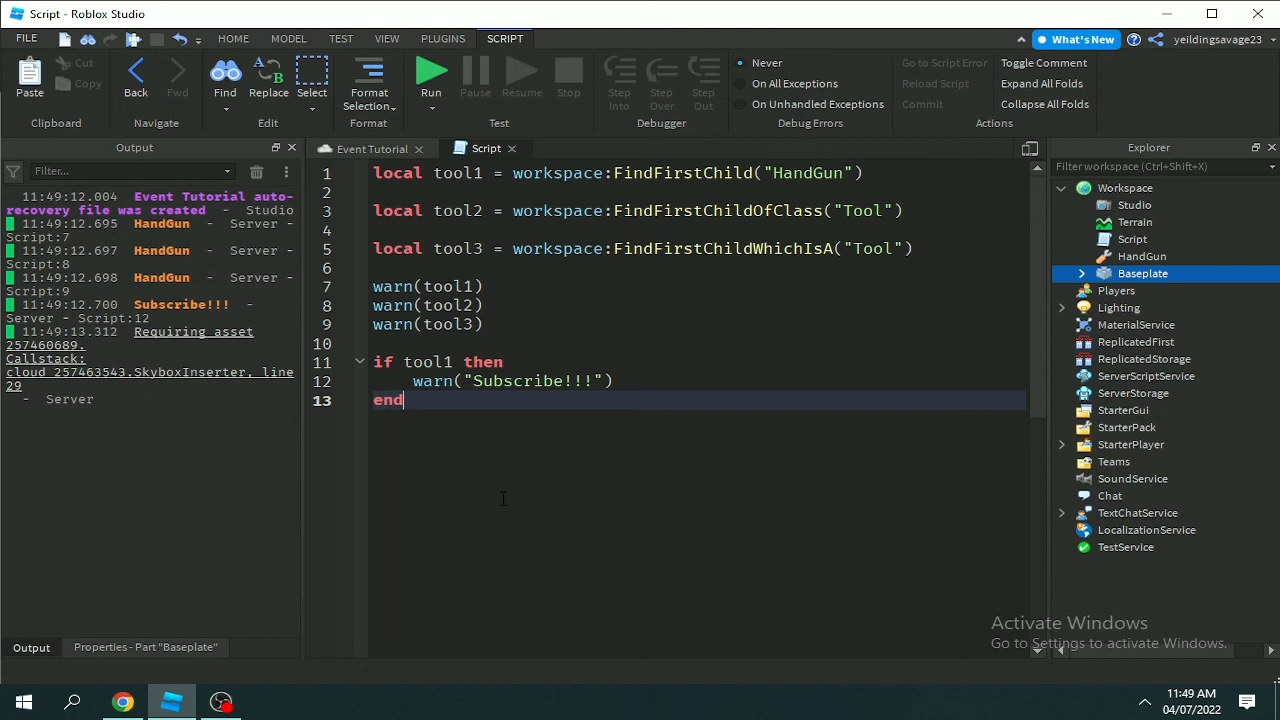 Script - Roblox Studio
FILE HOME MODEL TEST VIEW PLUGINS SCRIPT What's New yeildingsavage23
Paste Cut Copy Back Fwd Find Replace Select Format Selection Run Pause Resume Stop Step Into Step Over Step Out
Never Go to Script Error Toggle Comment
On All Exceptions Reload Script Expand All Folds
On Unhandled Exceptions Commit Collapse All Folds
Clipboard Navigate Edit Format Test Debugger Debug Errors Actions
Output
Filter...
11:49:12.004 Event Tutorial auto-
recovery file was created - Studio
11:49:12.695 HandGun - Server -
Script:7
11:49:12.697 HandGun - Server -
Script:8
11:49:12.698 HandGun - Server -
Script:9
11:49:12.700 Subscribe!!! -
Server - Script:12
11:49:13.312 Requiring asset
257460689.
Callstack:
cloud_257463543.SkyboxInserter, line
29
- Server
Output Properties - Part "Baseplate"
Event Tutorial Script
1 local tool1 = workspace:FindFirstChild("HandGun")
2
3 local tool2 = workspace:FindFirstChildOfClass("Tool")
4
5 local tool3 = workspace:FindFirstChildWhichIsA("Tool")
6
7 warn(tool1)
8 warn(tool2)
9 warn(tool3)
10
11 if tool1 then
12 warn("Subscribe!!!")
13 end
Explorer
Filter workspace (Ctrl+Shift+X)
Workspace
Studio
Terrain
Script
HandGun
Baseplate
Players
Lighting
MaterialService
ReplicatedFirst
ReplicatedStorage
ServerScriptService
ServerStorage
StarterGui
StarterPack
StarterPlayer
Teams
SoundService
Chat
TextChatService
LocalizationService
TestService
Activate Windows
Go to Settings to activate Windows.
11:49 AM
04/07/2022